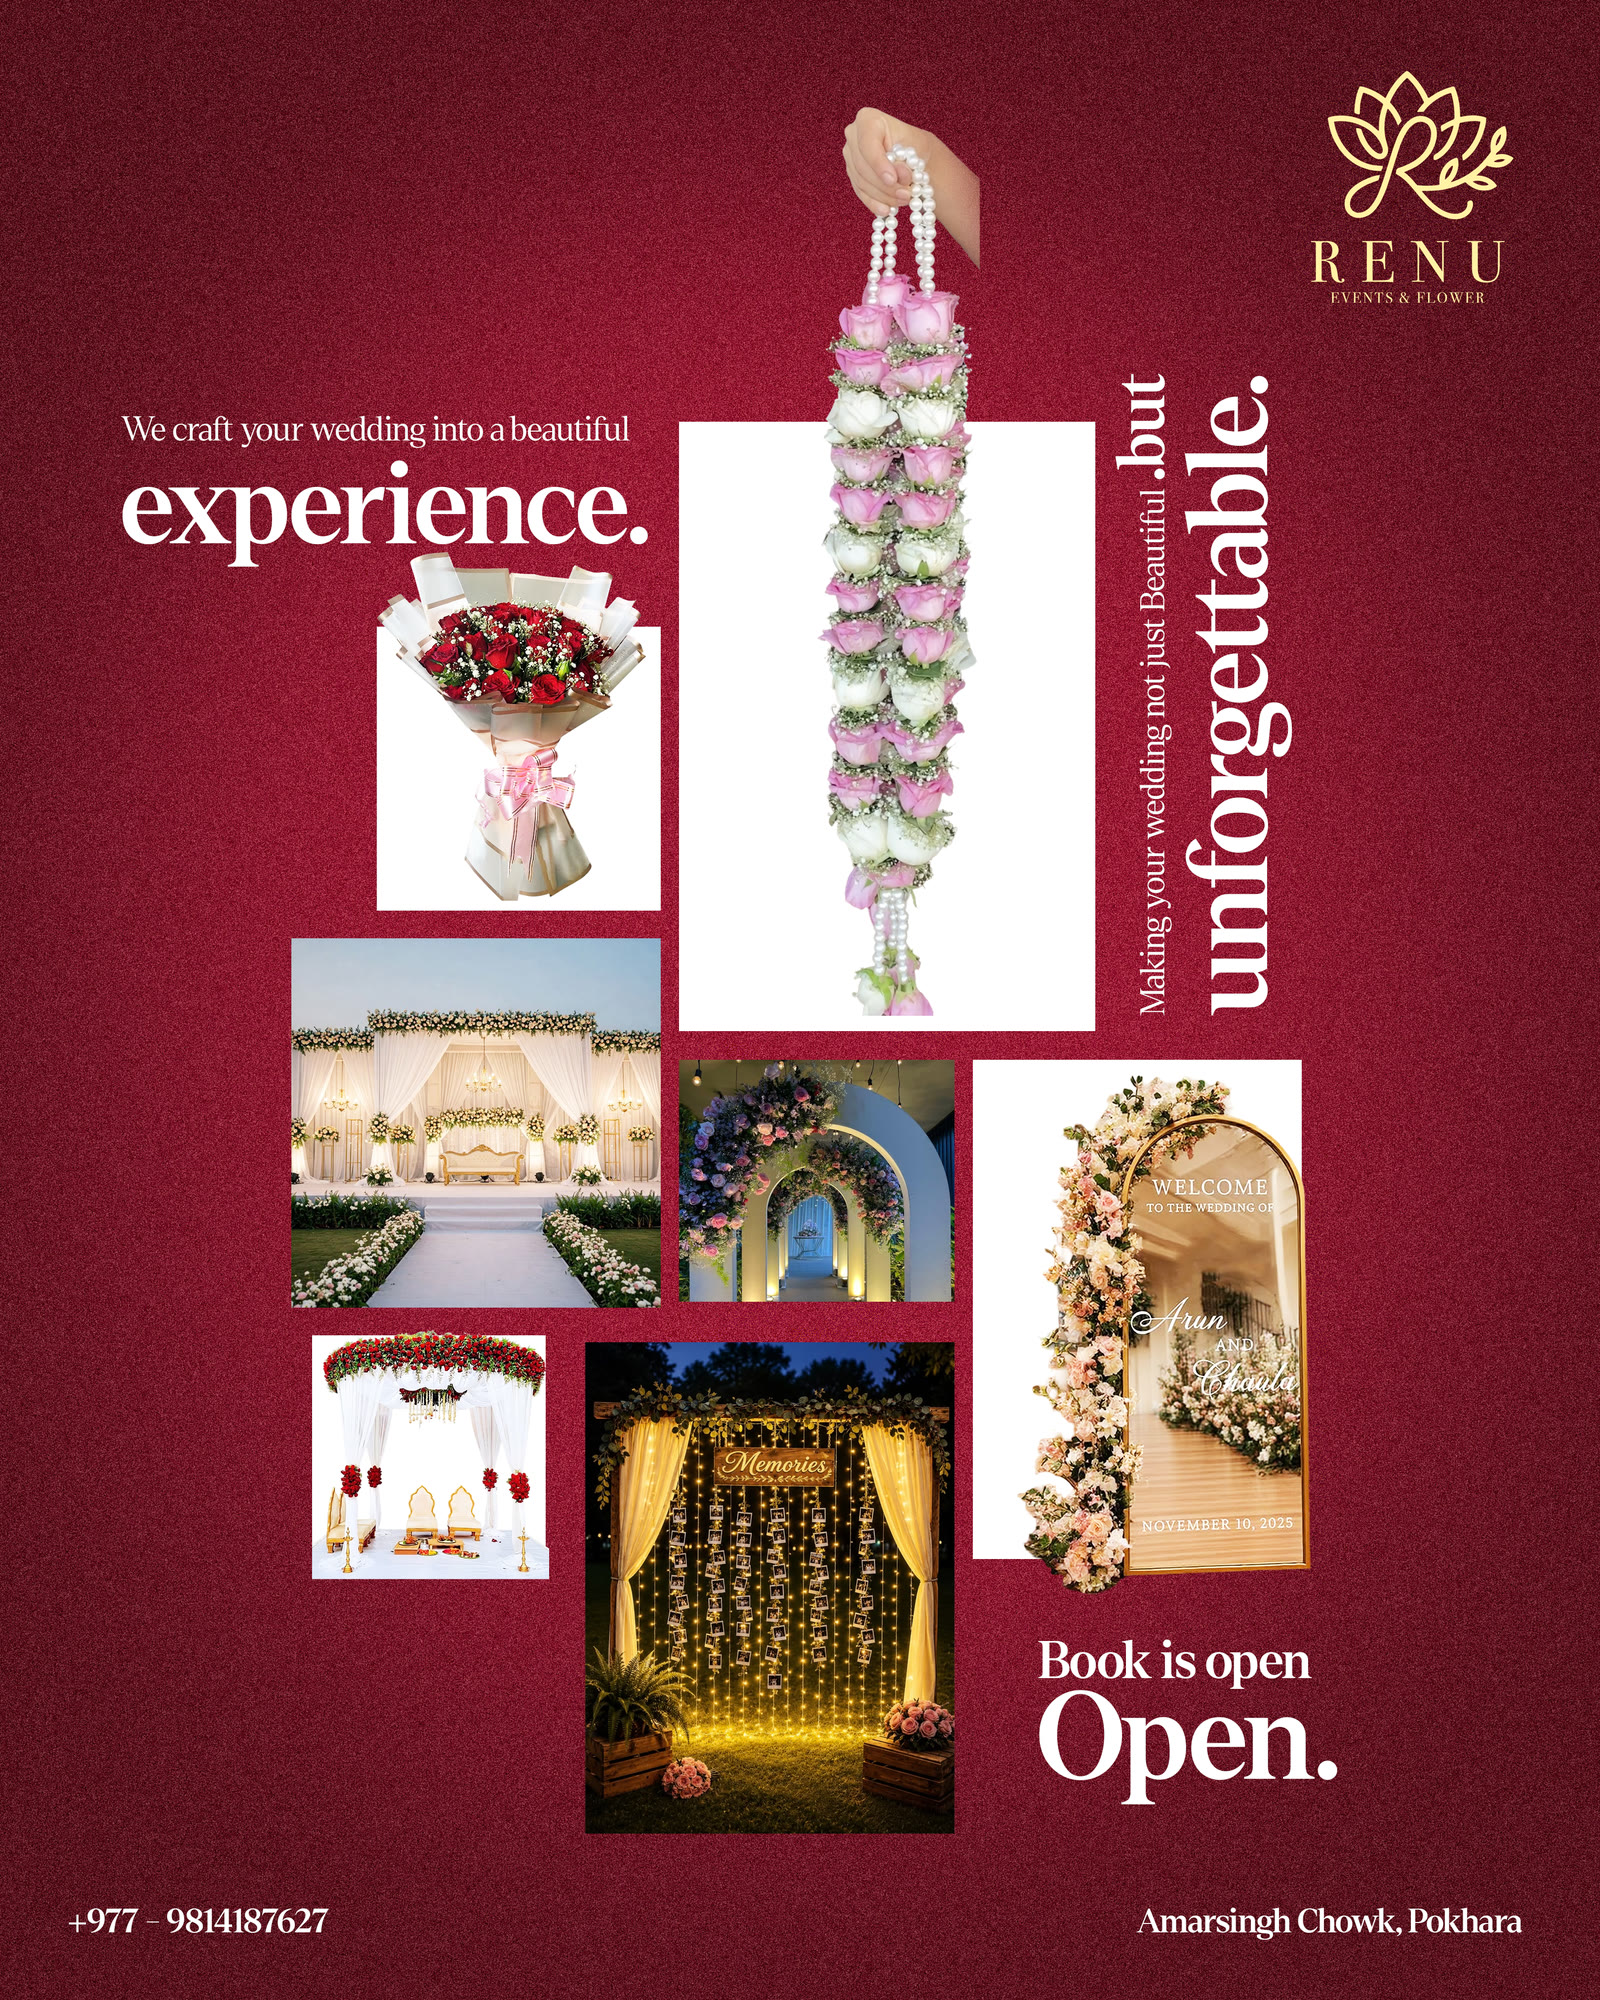 RENU
EVENTS & FLOWER
We craft your wedding into a beautiful
experience.
Making your wedding not just Beautiful .but
unforgettable.
WELCOME
TO THE WEDDING OF
Arun
AND
Chaula
NOVEMBER 10, 2025
Memories
Book is open
Open.
+977 - 9814187627
Amarsingh Chowk, Pokhara